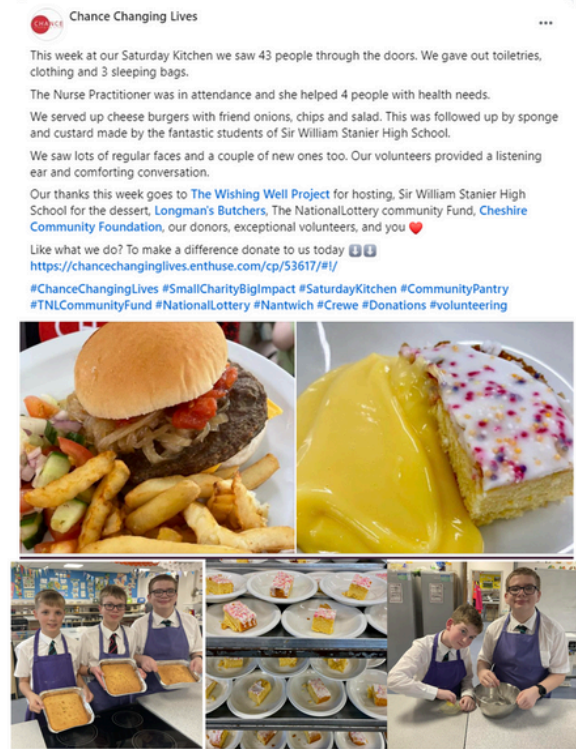 CHANCE
Chance Changing Lives
This week at our Saturday Kitchen we saw 43 people through the doors. We gave out toiletries,
clothing and 3 sleeping bags.
The Nurse Practitioner was in attendance and she helped 4 people with health needs.
We served up cheese burgers with friend onions, chips and salad. This was followed up by sponge
and custard made by the fantastic students of Sir William Stanier High School.
We saw lots of regular faces and a couple of new ones too. Our volunteers provided a listening
ear and comforting conversation.
Our thanks this week goes to The Wishing Well Project for hosting, Sir William Stanier High
School for the dessert, Longman's Butchers, The NationalLottery community Fund, Cheshire
Community Foundation, our donors, exceptional volunteers, and you ❤️
Like what we do? To make a difference donate to us today ⬇️⬇️
https://chancechanginglives.enthuse.com/cp/53617/#!/
#ChanceChangingLives #SmallCharityBigImpact #SaturdayKitchen #CommunityPantry
#TNLCommunityFund #NationalLottery #Nantwich #Crewe #Donations #volunteering